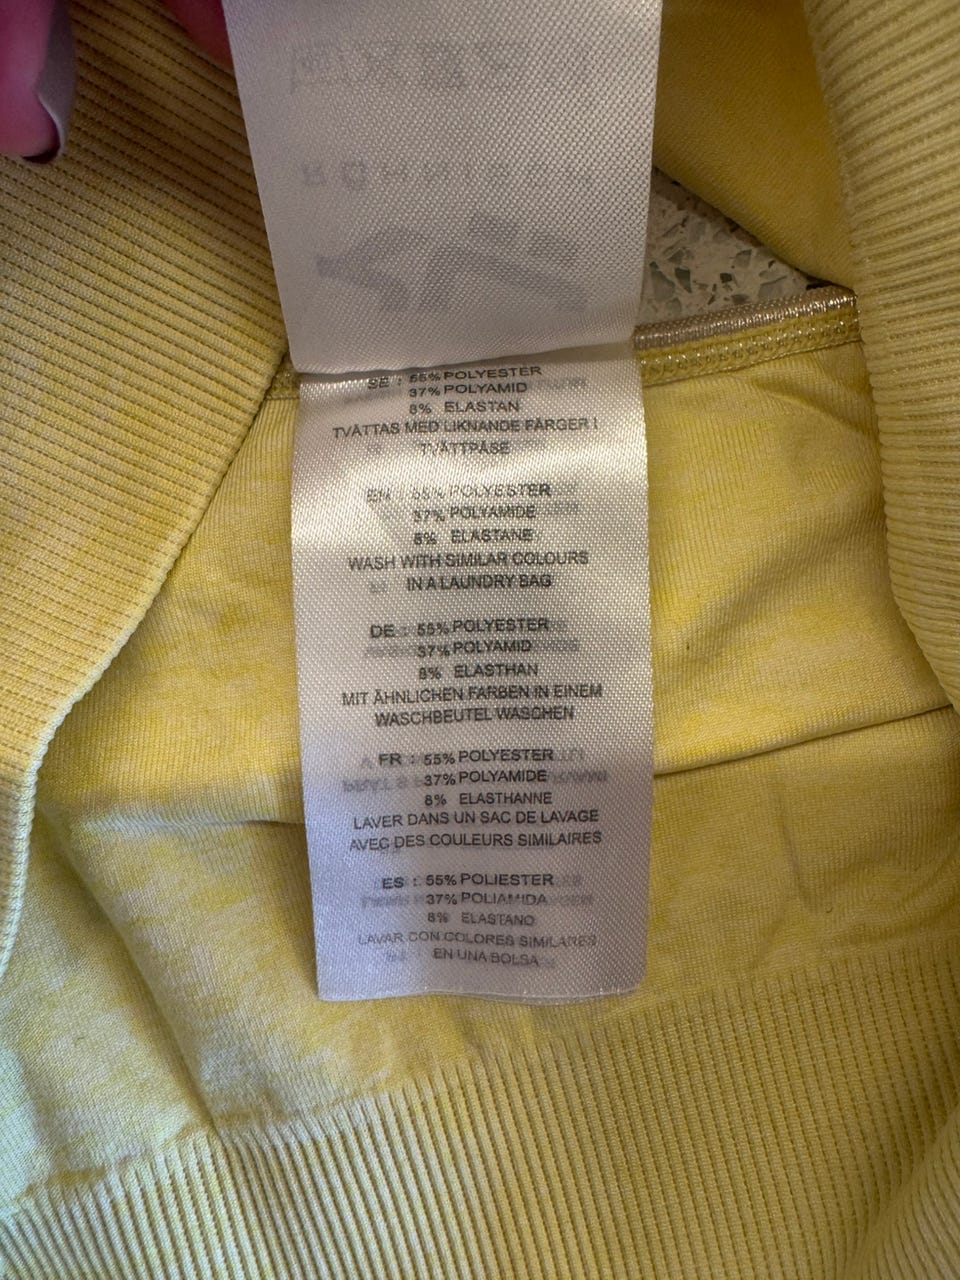 SE : 55% POLYESTER
37% POLYAMID
8% ELASTAN
TVÄTTAS MED LIKNANDE FÄRGER I
TVÄTTPÅSE
EN : 55% POLYESTER
37% POLYAMIDE
8% ELASTANE
WASH WITH SIMILAR COLOURS
IN A LAUNDRY BAG
DE : 55% POLYESTER
37% POLYAMID
8% ELASTHAN
MIT ÄHNLICHEN FARBEN IN EINEM
WASCHBEUTEL WASCHEN
FR : 55% POLYESTER
37% POLYAMIDE
8% ELASTHANNE
LAVER DANS UN SAC DE LAVAGE
AVEC DES COULEURS SIMILAIRES
ES : 55% POLIESTER
37% POLIAMIDA
8% ELASTANO
LAVAR CON COLORES SIMILARES
EN UNA BOLSA